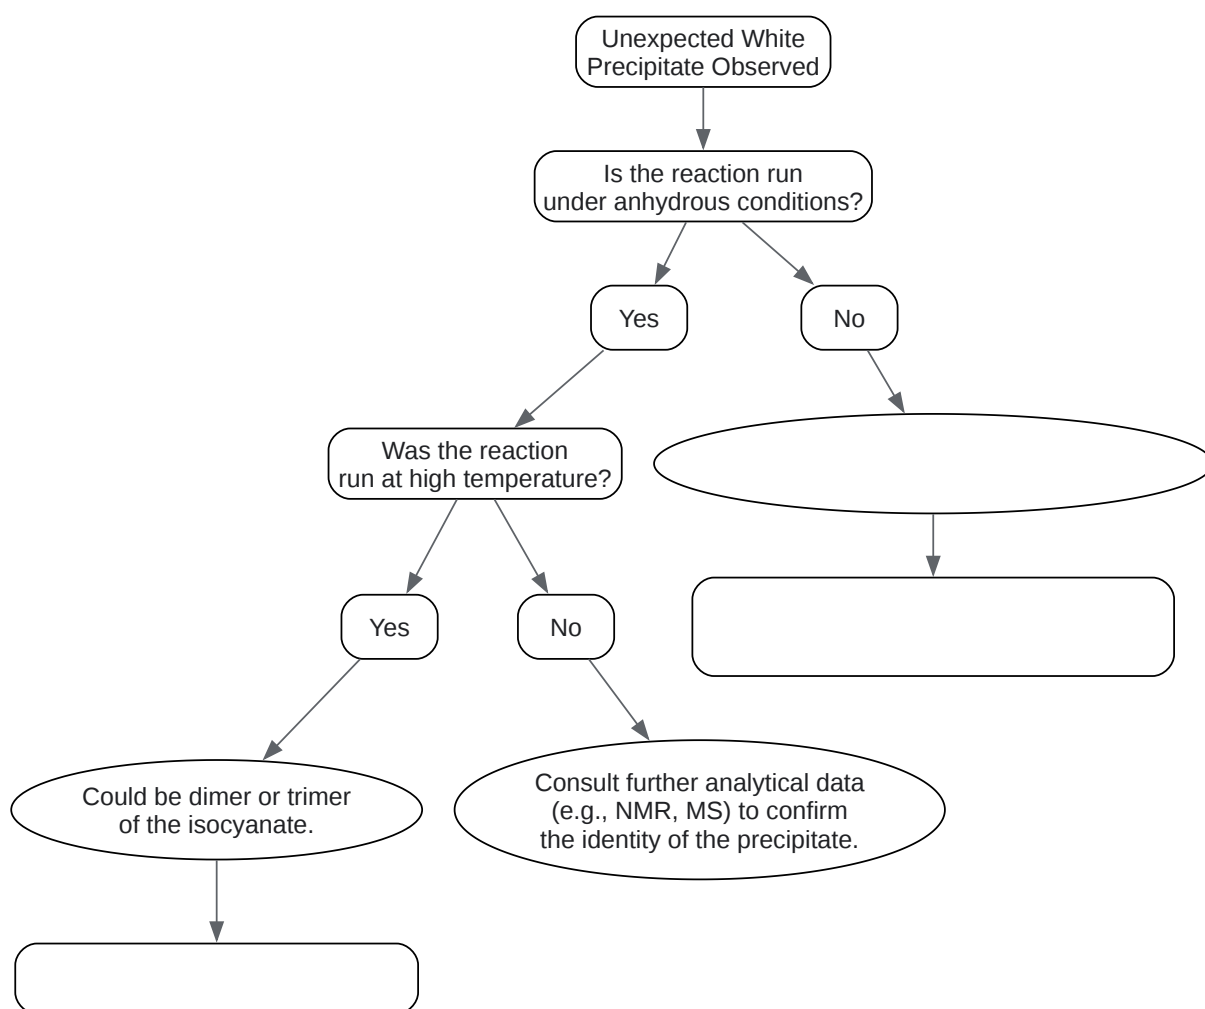 Unexpected White
Precipitate Observed
Is the reaction run
under anhydrous conditions?
Yes
No
Was the reaction
run at high temperature?
Yes
No
Could be dimer or trimer
of the isocyanate.
Consult further analytical data
(e.g., NMR, MS) to confirm
the identity of the precipitate.